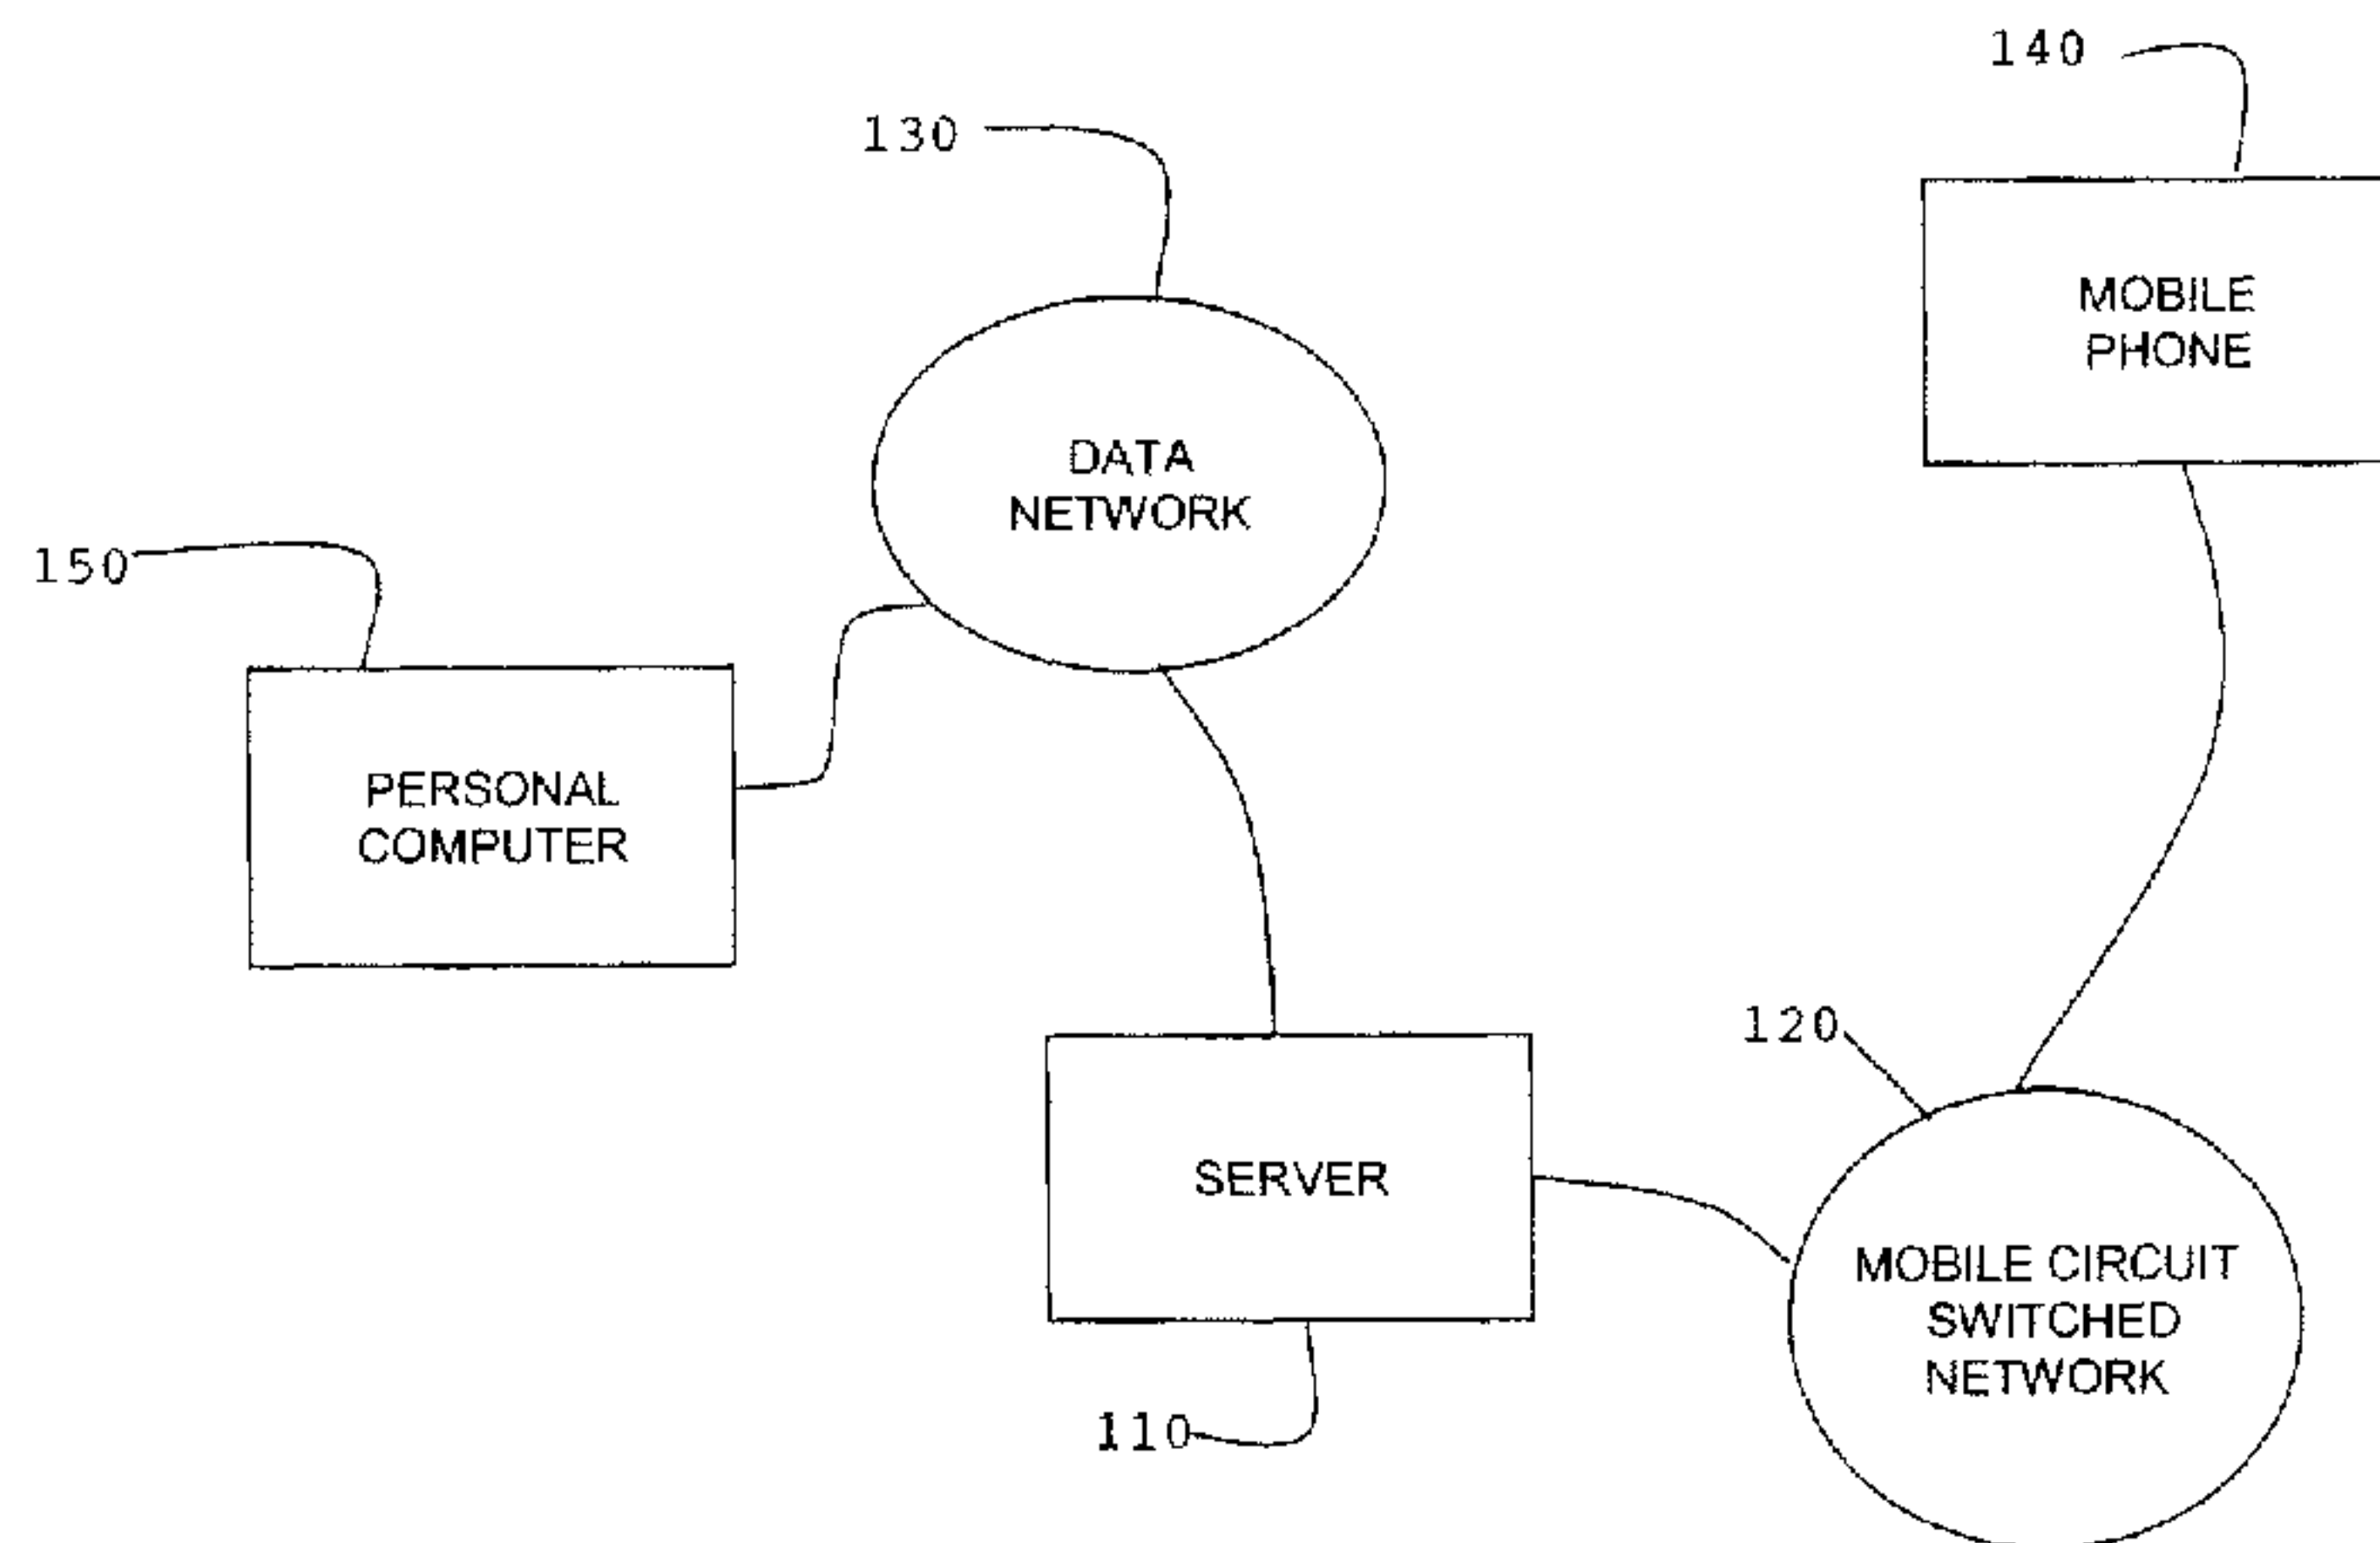 140
130
MOBILE
PHONE
DATA
NETWORK
150
PERSONAL
COMPUTER
120
SERVER
MOBILE CIRCUIT
SWITCHED
NETWORK
110